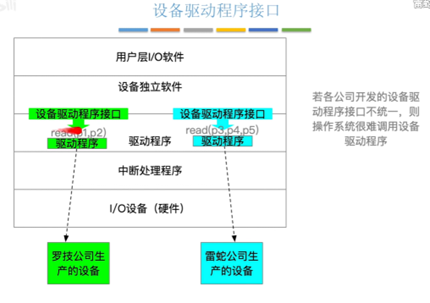 设备驱动程序接口
用户层I/O软件
设备独立软件
设备驱动程序接口
设备驱动程序接口
read(p1,p2)
read(p3,p4,p5)
驱动程序
驱动程序
驱动程序
中断处理程序
I/O设备（硬件）
罗技公司生
产的设备
雷蛇公司生
产的设备
若各公司开发的设备驱
动程序接口不统一，则
操作系统很难调用设备
驱动程序